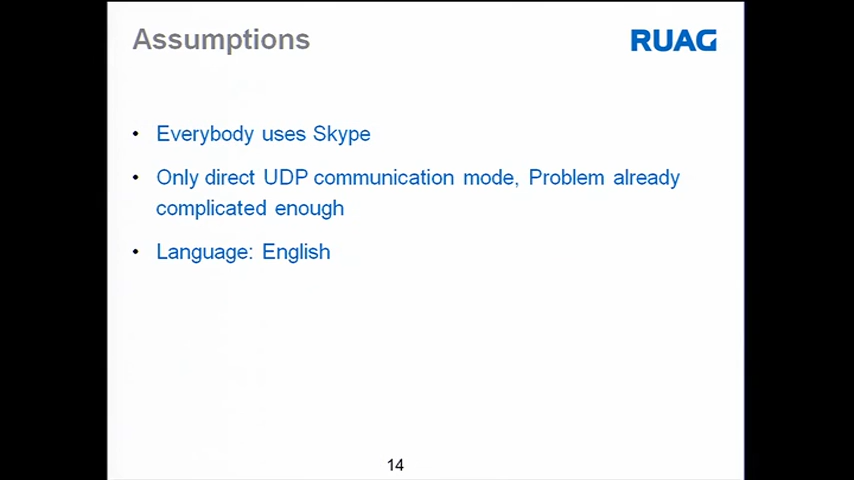 Assumptions
RUAG
• Everybody uses Skype
• Only direct UDP communication mode, Problem already
complicated enough
• Language: English
14